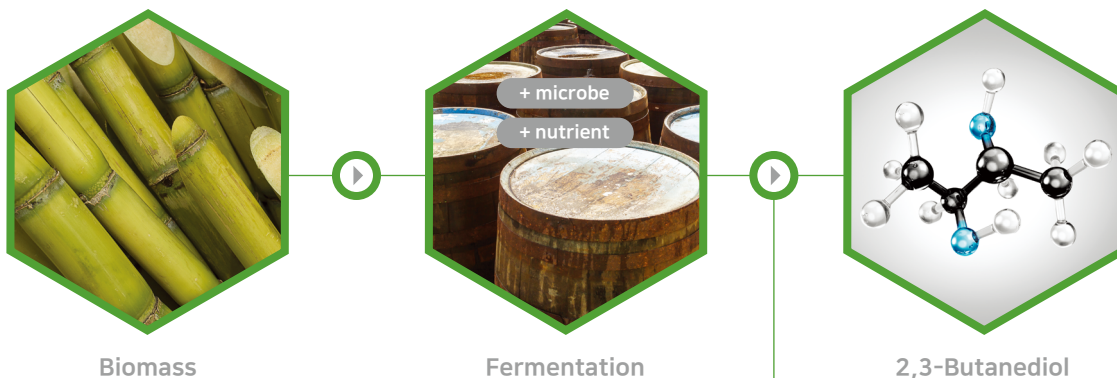 + microbe
+ nutrient
Biomass
Fermentation
2,3-Butanediol